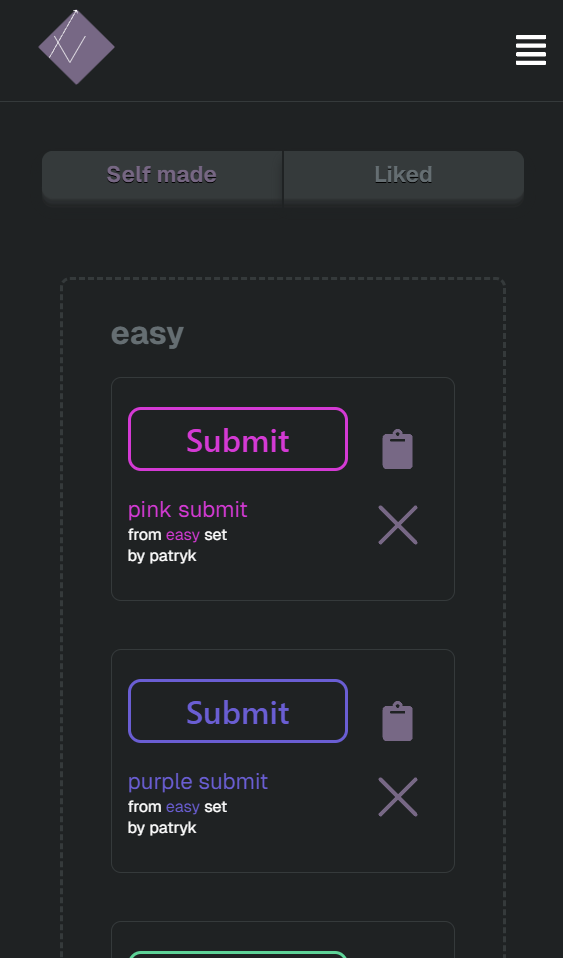 Self made
Liked
easy
Submit
pink submit
from easy set
by patryk
Submit
purple submit
from easy set
by patryk